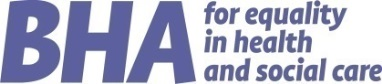 BHA for equality
in health
and social care